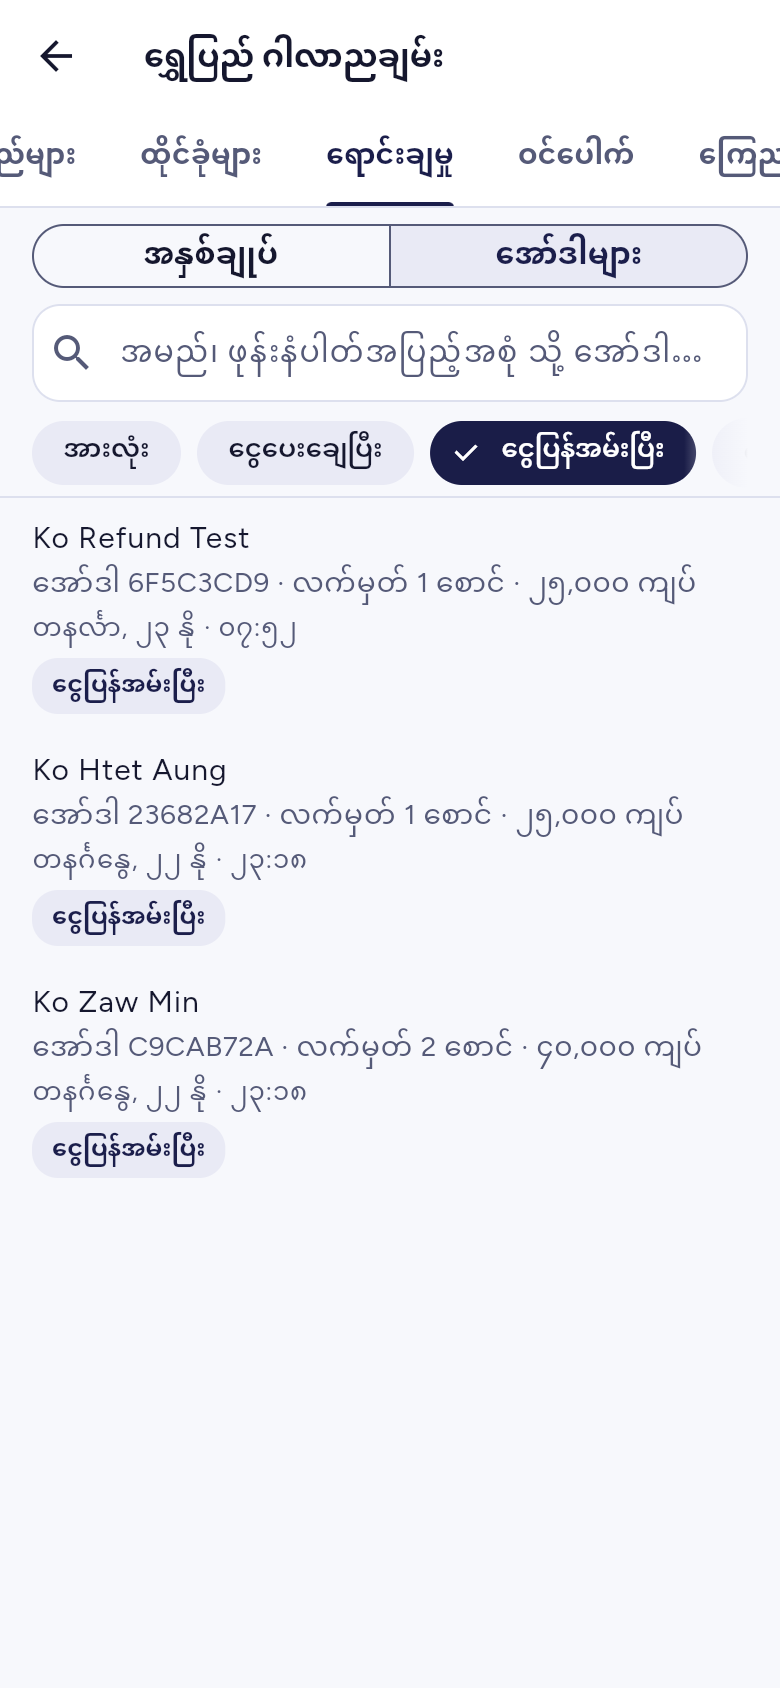 ရွှေပြည် ဂါလာညချမ်း
ည်များ ထိုင်ခုံများ ရောင်းချမှု ဝင်ပေါက် ကြေည
အနှစ်ချုပ် အော်ဒါများ
အမည်၊ ဖုန်းနံပါတ်အပြည့်အစုံ သို့ အော်ဒါ...
အားလုံး ငွေပေးချေပြီး ငွေပြန်အမ်းပြီး
Ko Refund Test
အော်ဒါ 6F5C3CD9 · လက်မှတ် 1 စောင် · ၂၅,၀၀၀ ကျပ်
တနင်္လာ, ၂၃ နို · ၀၇:၅၂
ငွေပြန်အမ်းပြီး
Ko Htet Aung
အော်ဒါ 23682A17 · လက်မှတ် 1 စောင် · ၂၅,၀၀၀ ကျပ်
တနင်္ဂနွေ, ၂၂ နို · ၂၃:၁၈
ငွေပြန်အမ်းပြီး
Ko Zaw Min
အော်ဒါ C9CAB72A · လက်မှတ် 2 စောင် · ၄၀,၀၀၀ ကျပ်
တနင်္ဂနွေ, ၂၂ နို · ၂၃:၁၈
ငွေပြန်အမ်းပြီး